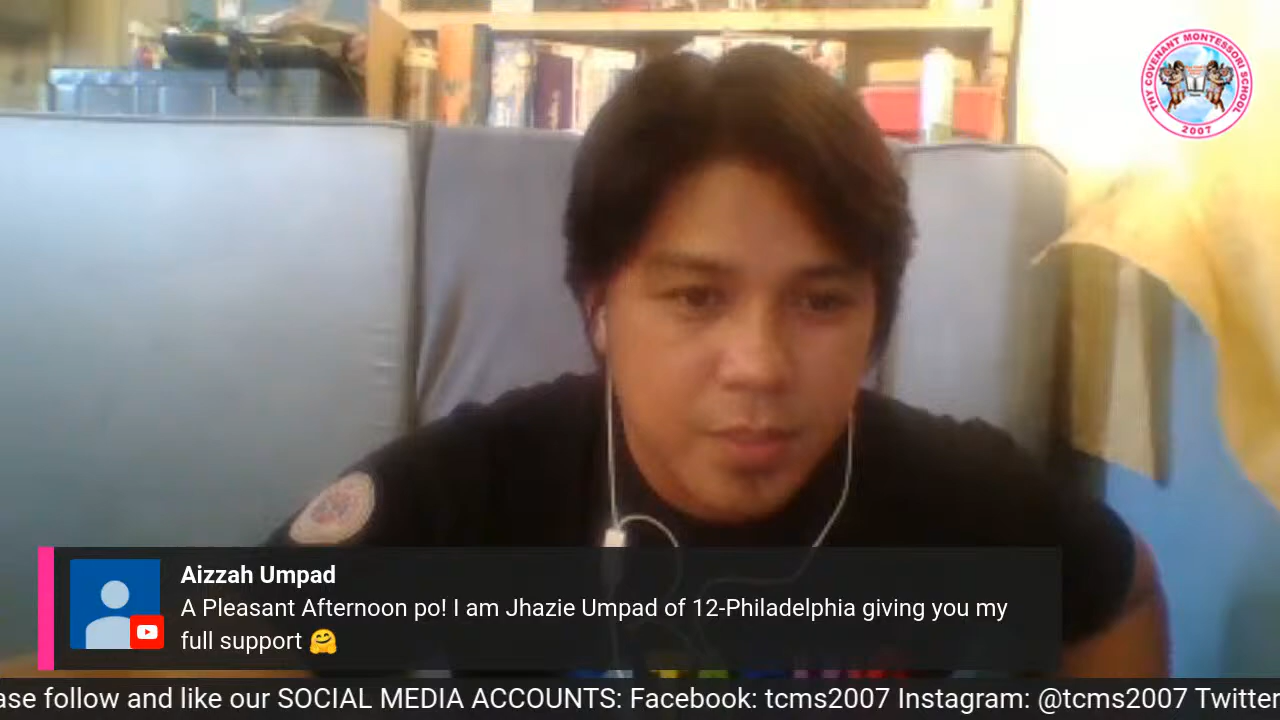 THY COVENANT MONTESSORI SCHOOL
2007
Aizzah Umpad
A Pleasant Afternoon po! I am Jhazie Umpad of 12-Philadelphia giving you my
full support 🤗
ase follow and like our SOCIAL MEDIA ACCOUNTS: Facebook: tcms2007 Instagram: @tcms2007 Twitter